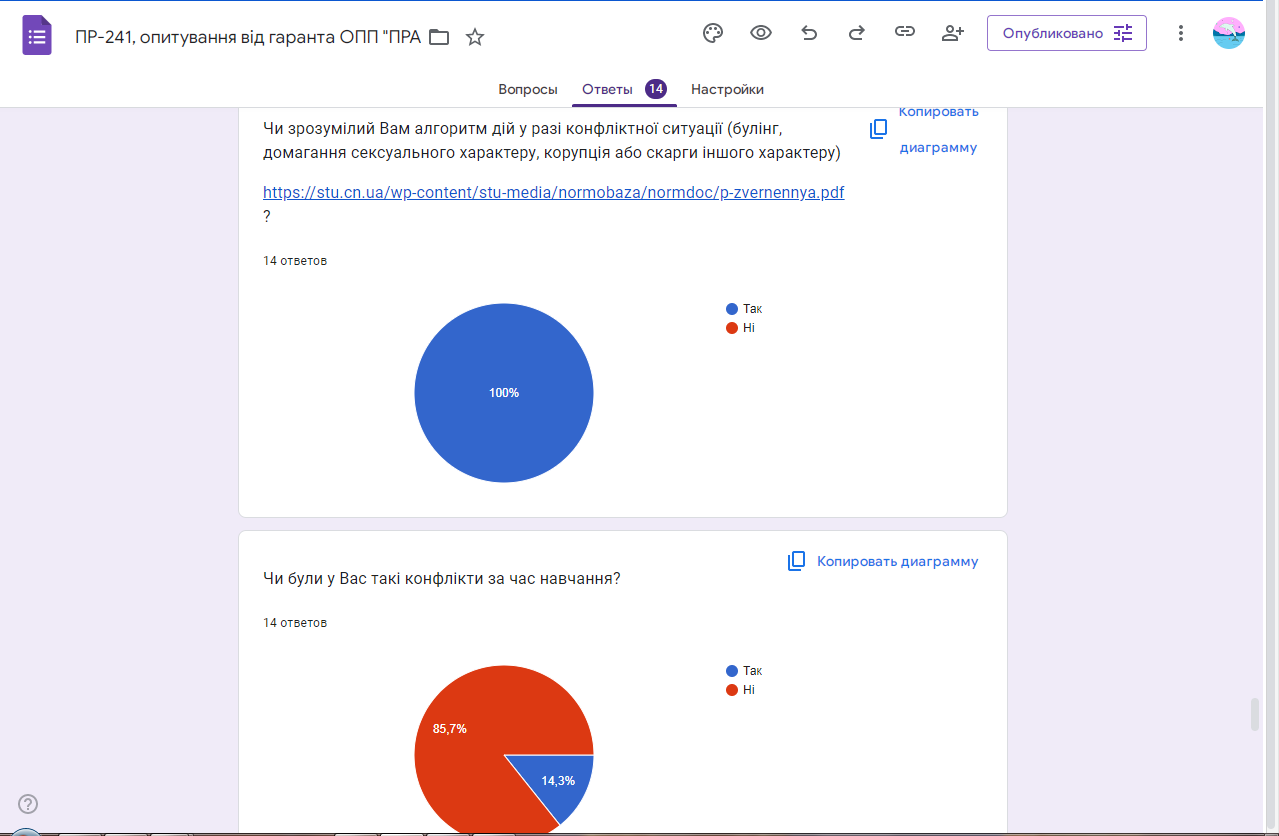 ПР-241, опитування від гаранта ОПП "ПРА
Опубликовано
Вопросы
Ответы 14
Настройки
Чи зрозумілий Вам алгоритм дій у разі конфліктної ситуації (булінг,
домагання сексуального характеру, корупція або скарги іншого характеру)
https://stu.cn.ua/wp-content/stu-media/normobaza/normdoc/p-zvernennya.pdf
?
Копировать
диаграмму
14 ответов
Так
Ні
100%
Копировать диаграмму
Чи були у Вас такі конфлікти за час навчання?
14 ответов
Так
Ні
85,7%
14,3%